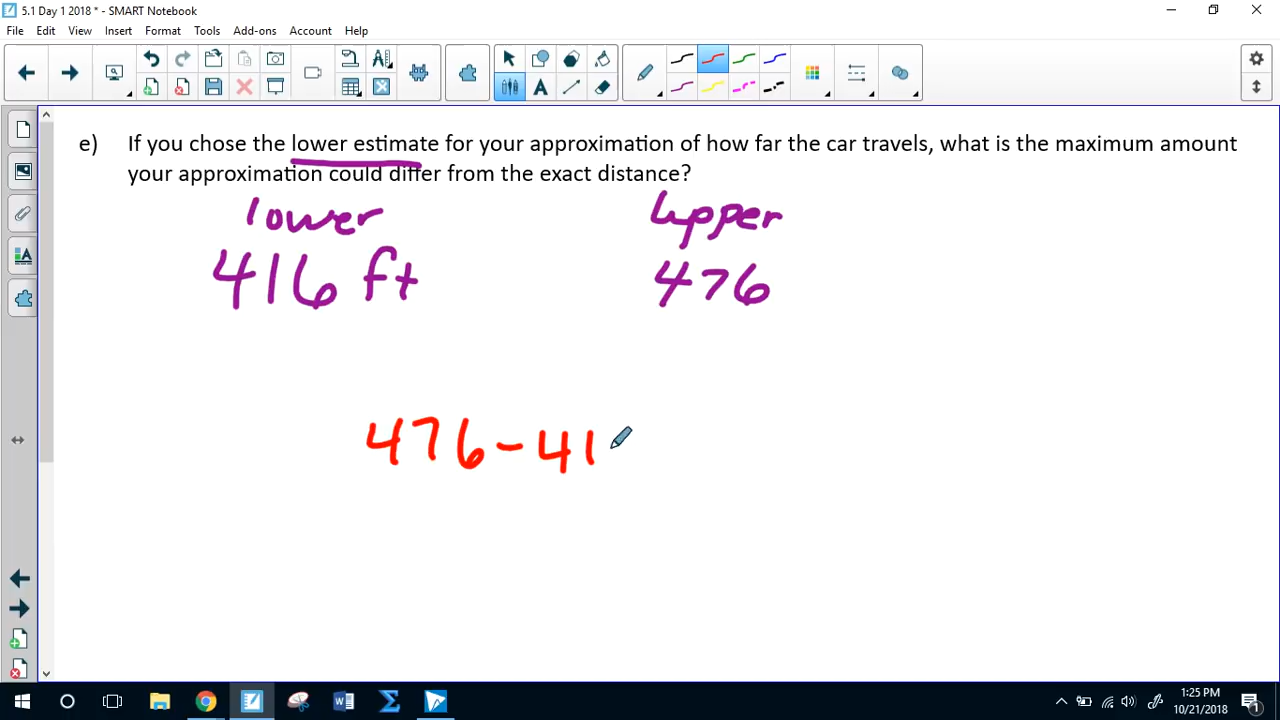 5.1 Day 1 2018 * - SMART Notebook
File Edit View Insert Format Tools Add-ons Account Help
e) If you chose the lower estimate for your approximation of how far the car travels, what is the maximum amount
your approximation could differ from the exact distance?
lower upper
416 ft 476
476-41
1:25 PM
10/21/2018